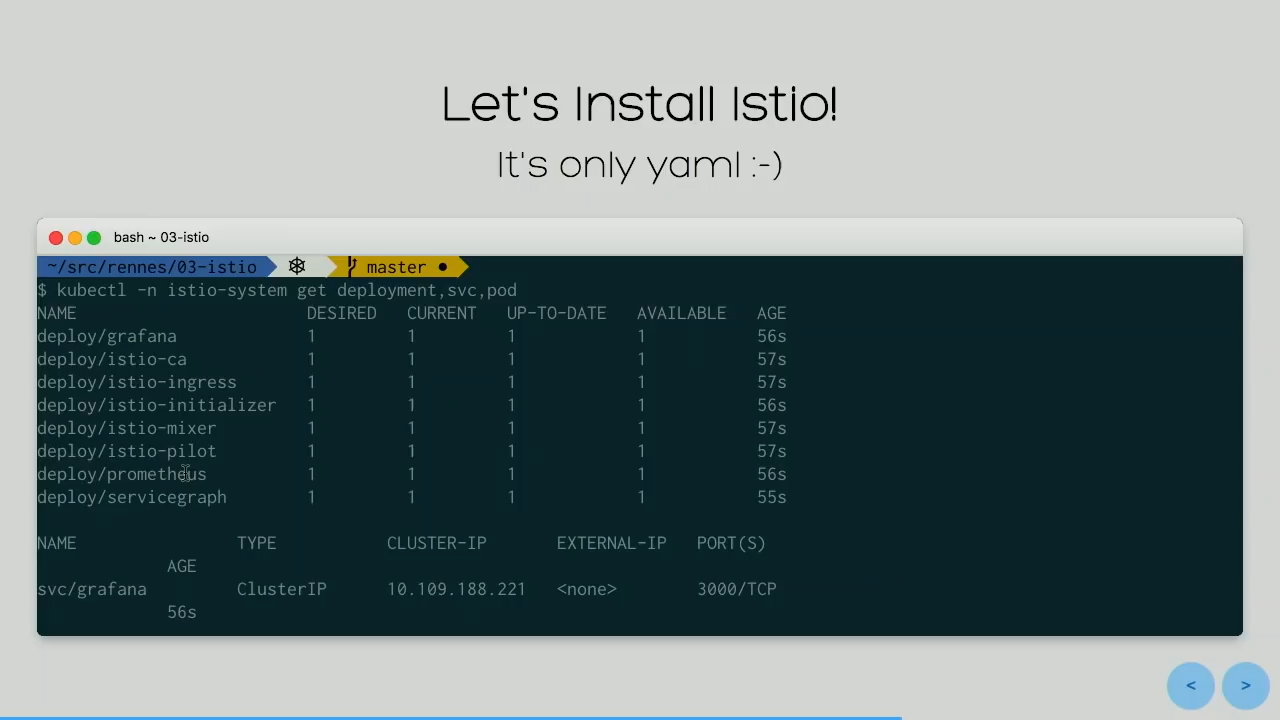 Let's Install Istio!
It's only yaml :-)
bash ~ 03-istio
~/src/rennes/03-istio master ●
$ kubectl -n istio-system get deployment,svc,pod
NAME DESIRED CURRENT UP-TO-DATE AVAILABLE AGE
deploy/grafana 1 1 1 1 56s
deploy/istio-ca 1 1 1 1 57s
deploy/istio-ingress 1 1 1 1 57s
deploy/istio-initializer 1 1 1 1 56s
deploy/istio-mixer 1 1 1 1 57s
deploy/istio-pilot 1 1 1 1 57s
deploy/prometheus 1 1 1 1 56s
deploy/servicegraph 1 1 1 1 55s
NAME TYPE CLUSTER-IP EXTERNAL-IP PORT(S)
AGE
svc/grafana ClusterIP 10.109.188.221 <none> 3000/TCP
56s
< >